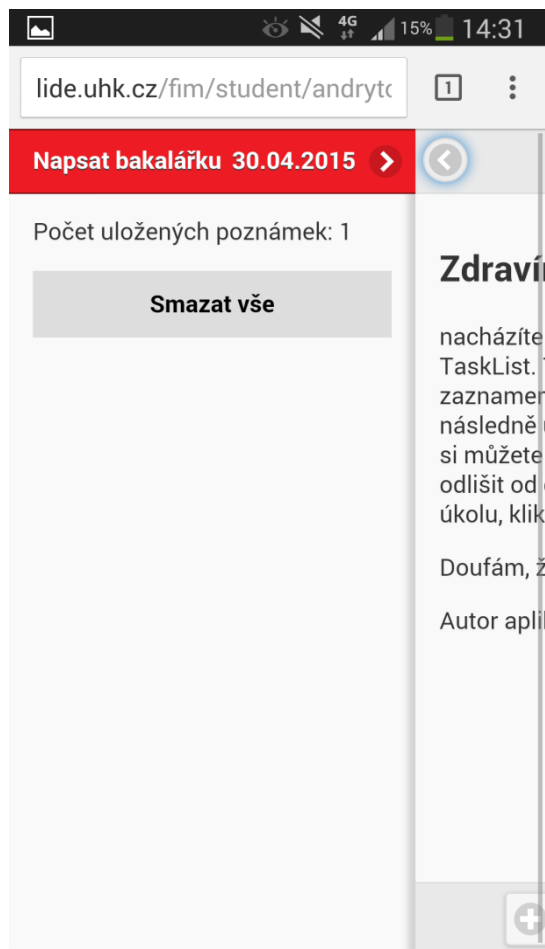 4G 15% 14:31
lide.uhk.cz/fim/student/andrytc
1
Napsat bakalářku 30.04.2015
Počet uložených poznámek: 1
Smazat vše
Zdraví
nacházíte
TaskList.
zaznamen
následně
si můžete
odlišit od
úkolu, klik
Doufám, ž
Autor apli